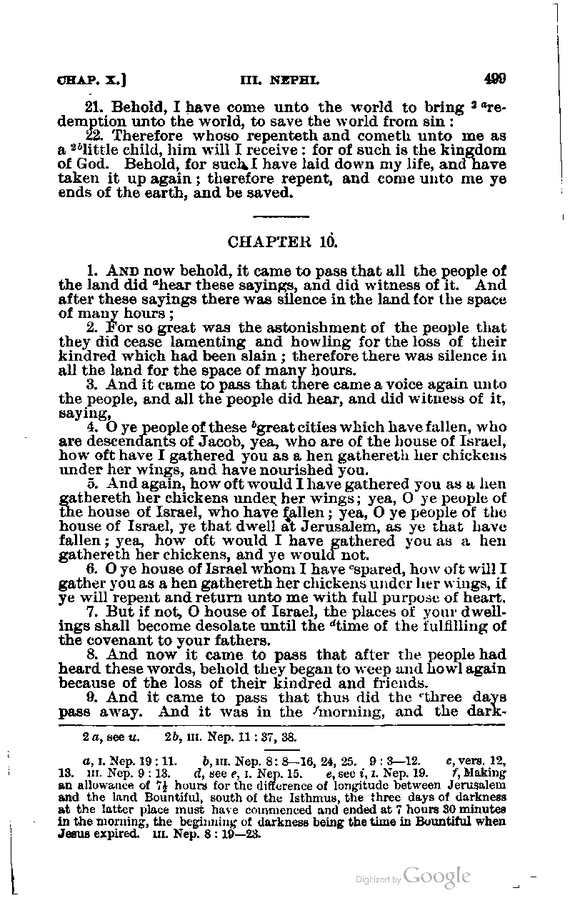 CHAP. X.] III. NEPHI. 499
21. Behold, I have come unto the world to bring ²ᵃre-
demption unto the world, to save the world from sin :
22. Therefore whoso repenteth and cometh unto me as
a ²ᵇlittle child, him will I receive : for of such is the kingdom
of God. Behold, for such I have laid down my life, and have
taken it up again ; therefore repent, and come unto me ye
ends of the earth, and be saved.
CHAPTER 10.
1. AND now behold, it came to pass that all the people of
the land did ᵃhear these sayings, and did witness of it. And
after these sayings there was silence in the land for the space
of many hours ;
2. For so great was the astonishment of the people that
they did cease lamenting and howling for the loss of their
kindred which had been slain ; therefore there was silence in
all the land for the space of many hours.
3. And it came to pass that there came a voice again unto
the people, and all the people did hear, and did witness of it,
saying,
4. O ye people of these ᵇgreat cities which have fallen, who
are descendants of Jacob, yea, who are of the house of Israel,
how oft have I gathered you as a hen gathereth her chickens
under her wings, and have nourished you.
5. And again, how oft would I have gathered you as a hen
gathereth her chickens under her wings ; yea, O ye people of
the house of Israel, who have fallen ; yea, O ye people of the
house of Israel, ye that dwell at Jerusalem, as ye that have
fallen ; yea, how oft would I have gathered you as a hen
gathereth her chickens, and ye would not.
6. O ye house of Israel whom I have ᶜspared, how oft will I
gather you as a hen gathereth her chickens under her wings, if
ye will repent and return unto me with full purpose of heart.
7. But if not, O house of Israel, the places of your dwell-
ings shall become desolate until the ᵈtime of the fulfilling of
the covenant to your fathers.
8. And now it came to pass that after the people had
heard these words, behold they began to weep and howl again
because of the loss of their kindred and friends.
9. And it came to pass that thus did the ᵉthree days
pass away. And it was in the ᶠmorning, and the dark-
2 a, see u. 2b, III. Nep. 11 : 37, 38.
a, I. Nep. 19 : 11. b, III. Nep. 8: 8—16, 24, 25. 9 : 3—12. c, vers. 12,
13. III. Nep. 9 : 13. d, see e, I. Nep. 15. e, see i, I. Nep. 19. f, Making
an allowance of 7½ hours for the difference of longitude between Jerusalem
and the land Bountiful, south of the Isthmus, the three days of darkness
at the latter place must have commenced and ended at 7 hours 30 minutes
in the morning, the beginning of darkness being the time in Bountiful when
Jesus expired. III. Nep. 8 : 19—23.
Digitized by Google